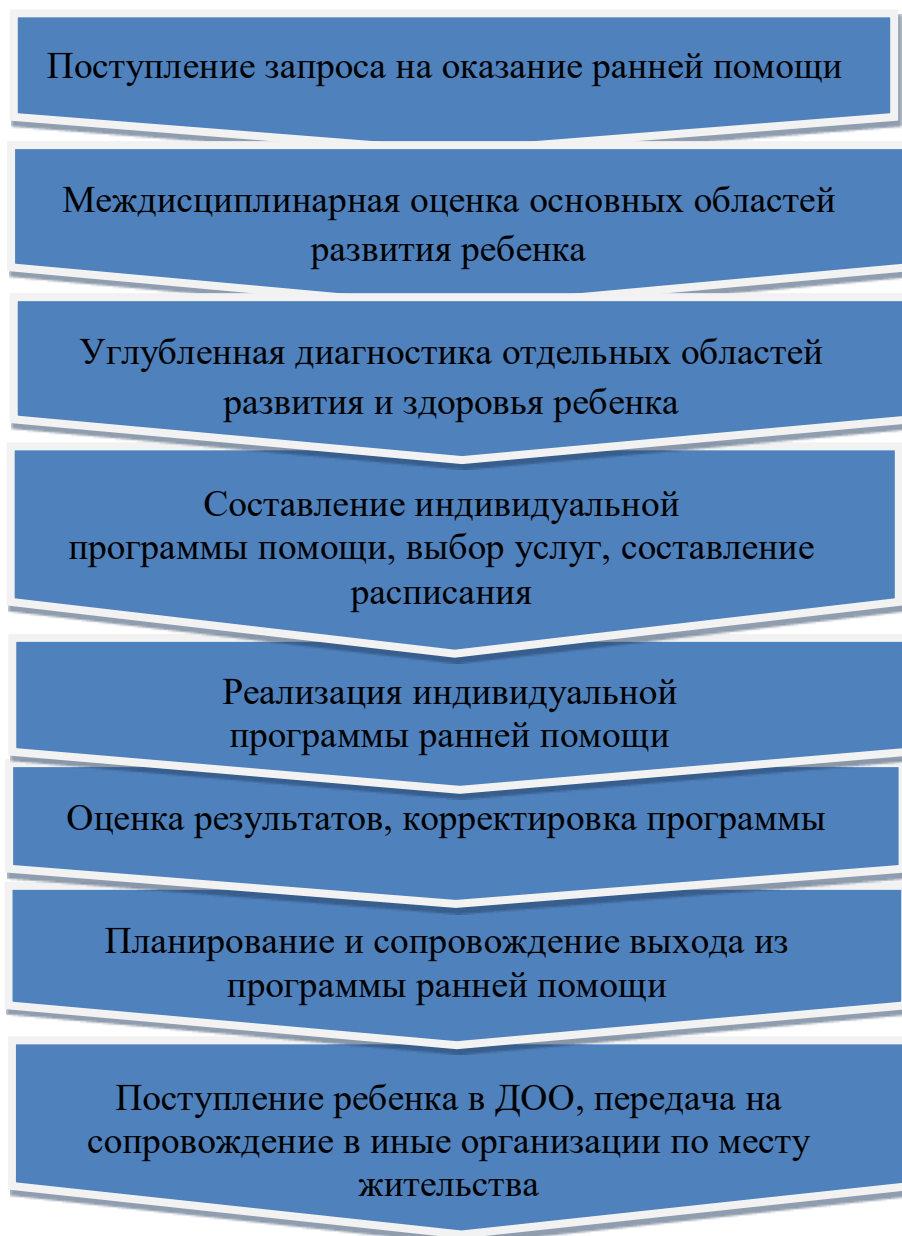 Поступление запроса на оказание ранней помощи
Междисциплинарная оценка основных областей
развития ребенка
Углубленная диагностика отдельных областей
развития и здоровья ребенка
Составление индивидуальной
программы помощи, выбор услуг, составление
расписания
Реализация индивидуальной
программы ранней помощи
Оценка результатов, корректировка программы
Планирование и сопровождение выхода из
программы ранней помощи
Поступление ребенка в ДОО, передача на
сопровождение в иные организации по месту
жительства